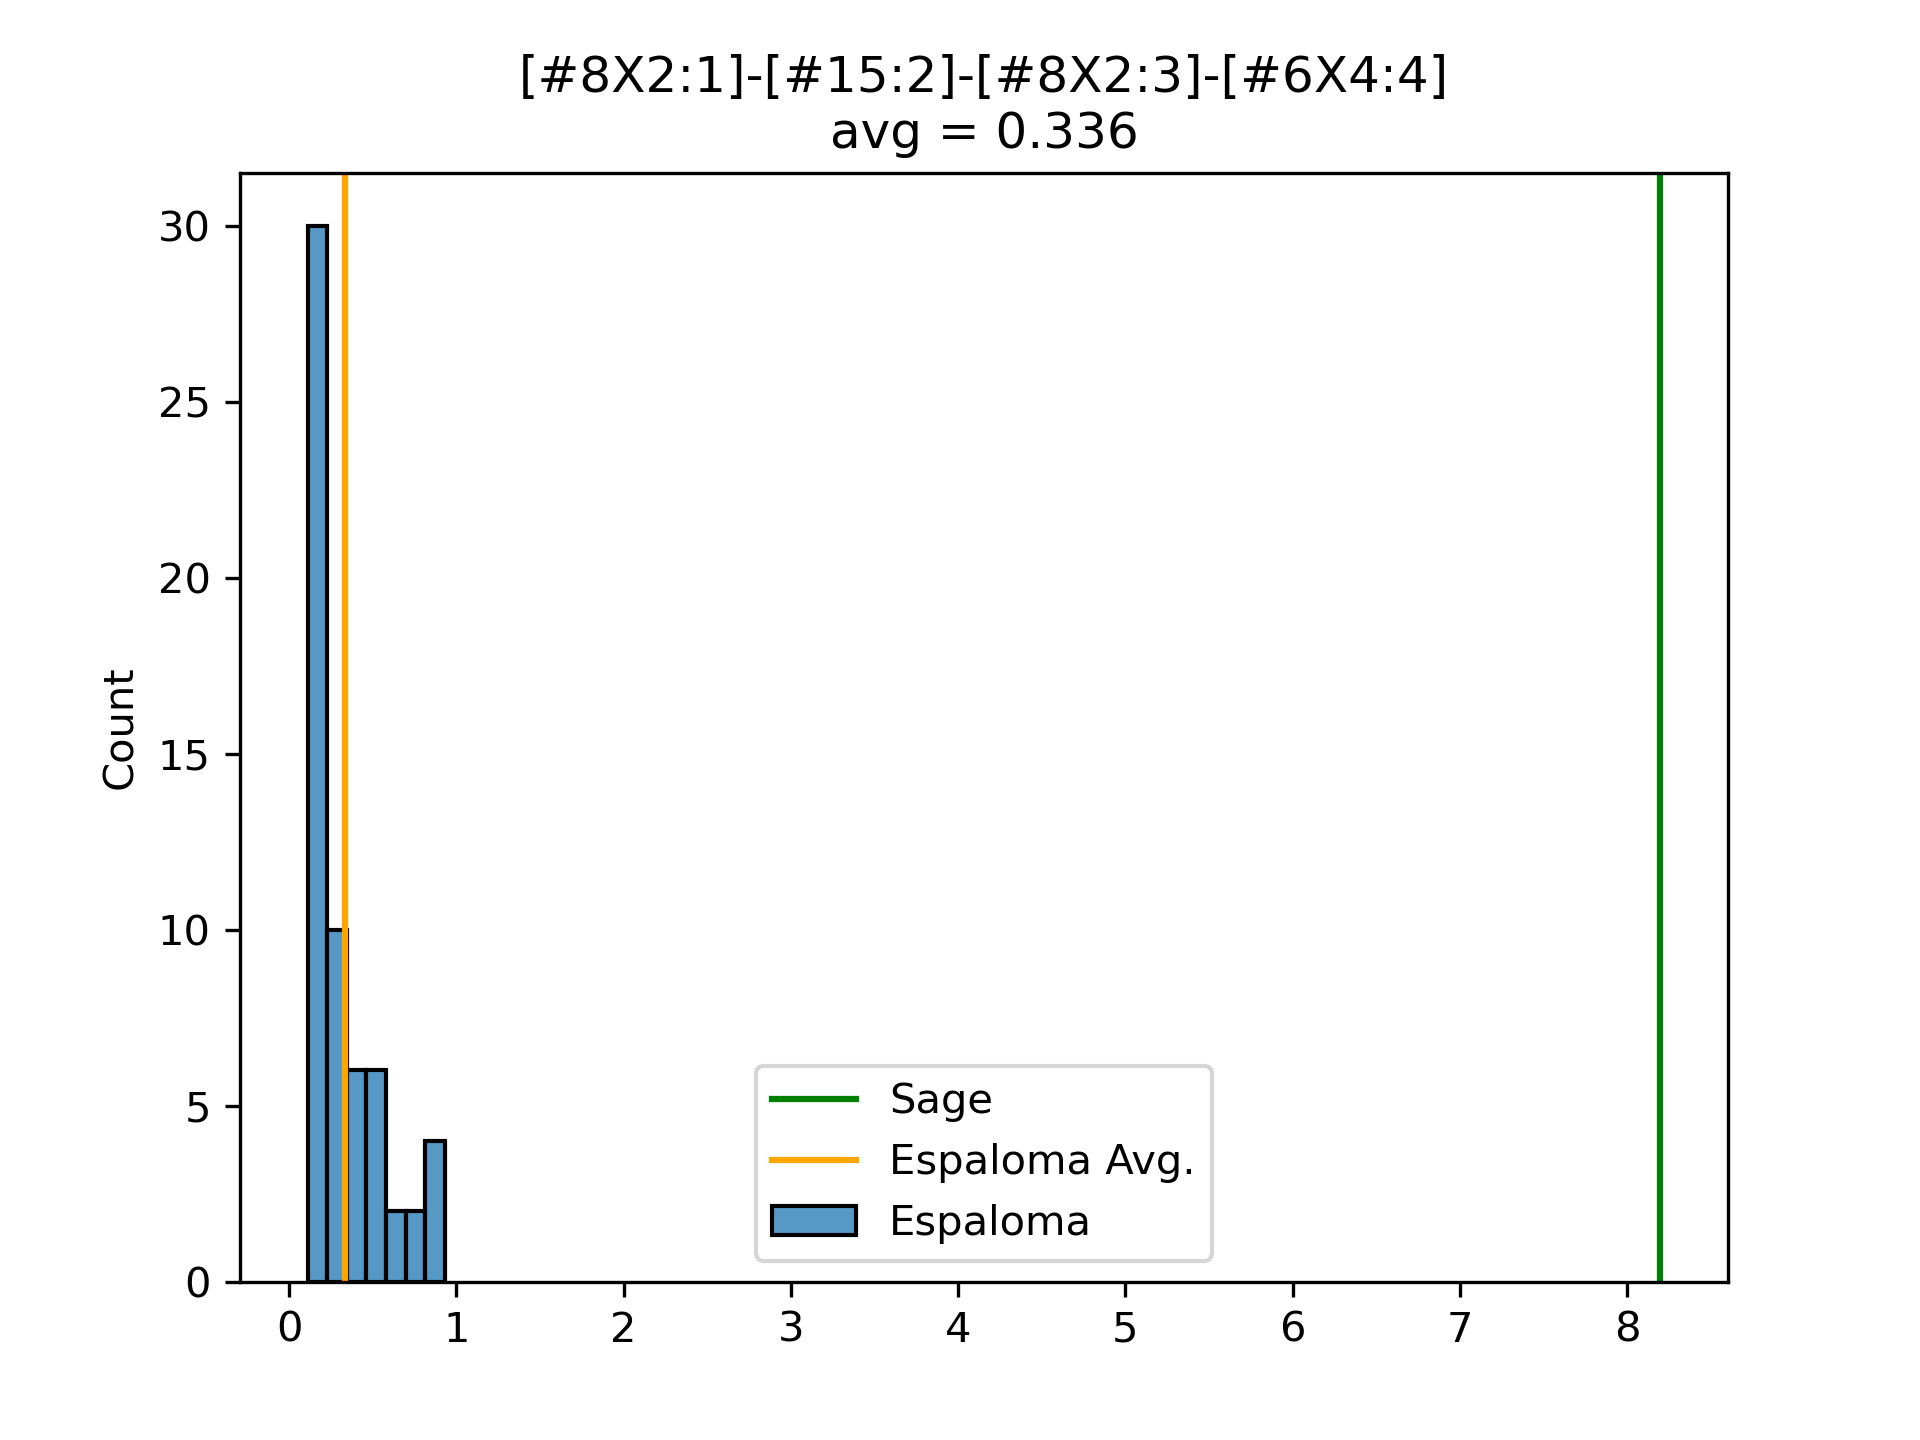 [#8X2:1]-[#15:2]-[#8X2:3]-[#6X4:4]
avg = 0.336
30
25
20
15
10
5
0
Count
0 1 2 3 4 5 6 7 8
Sage
Espaloma Avg.
Espaloma